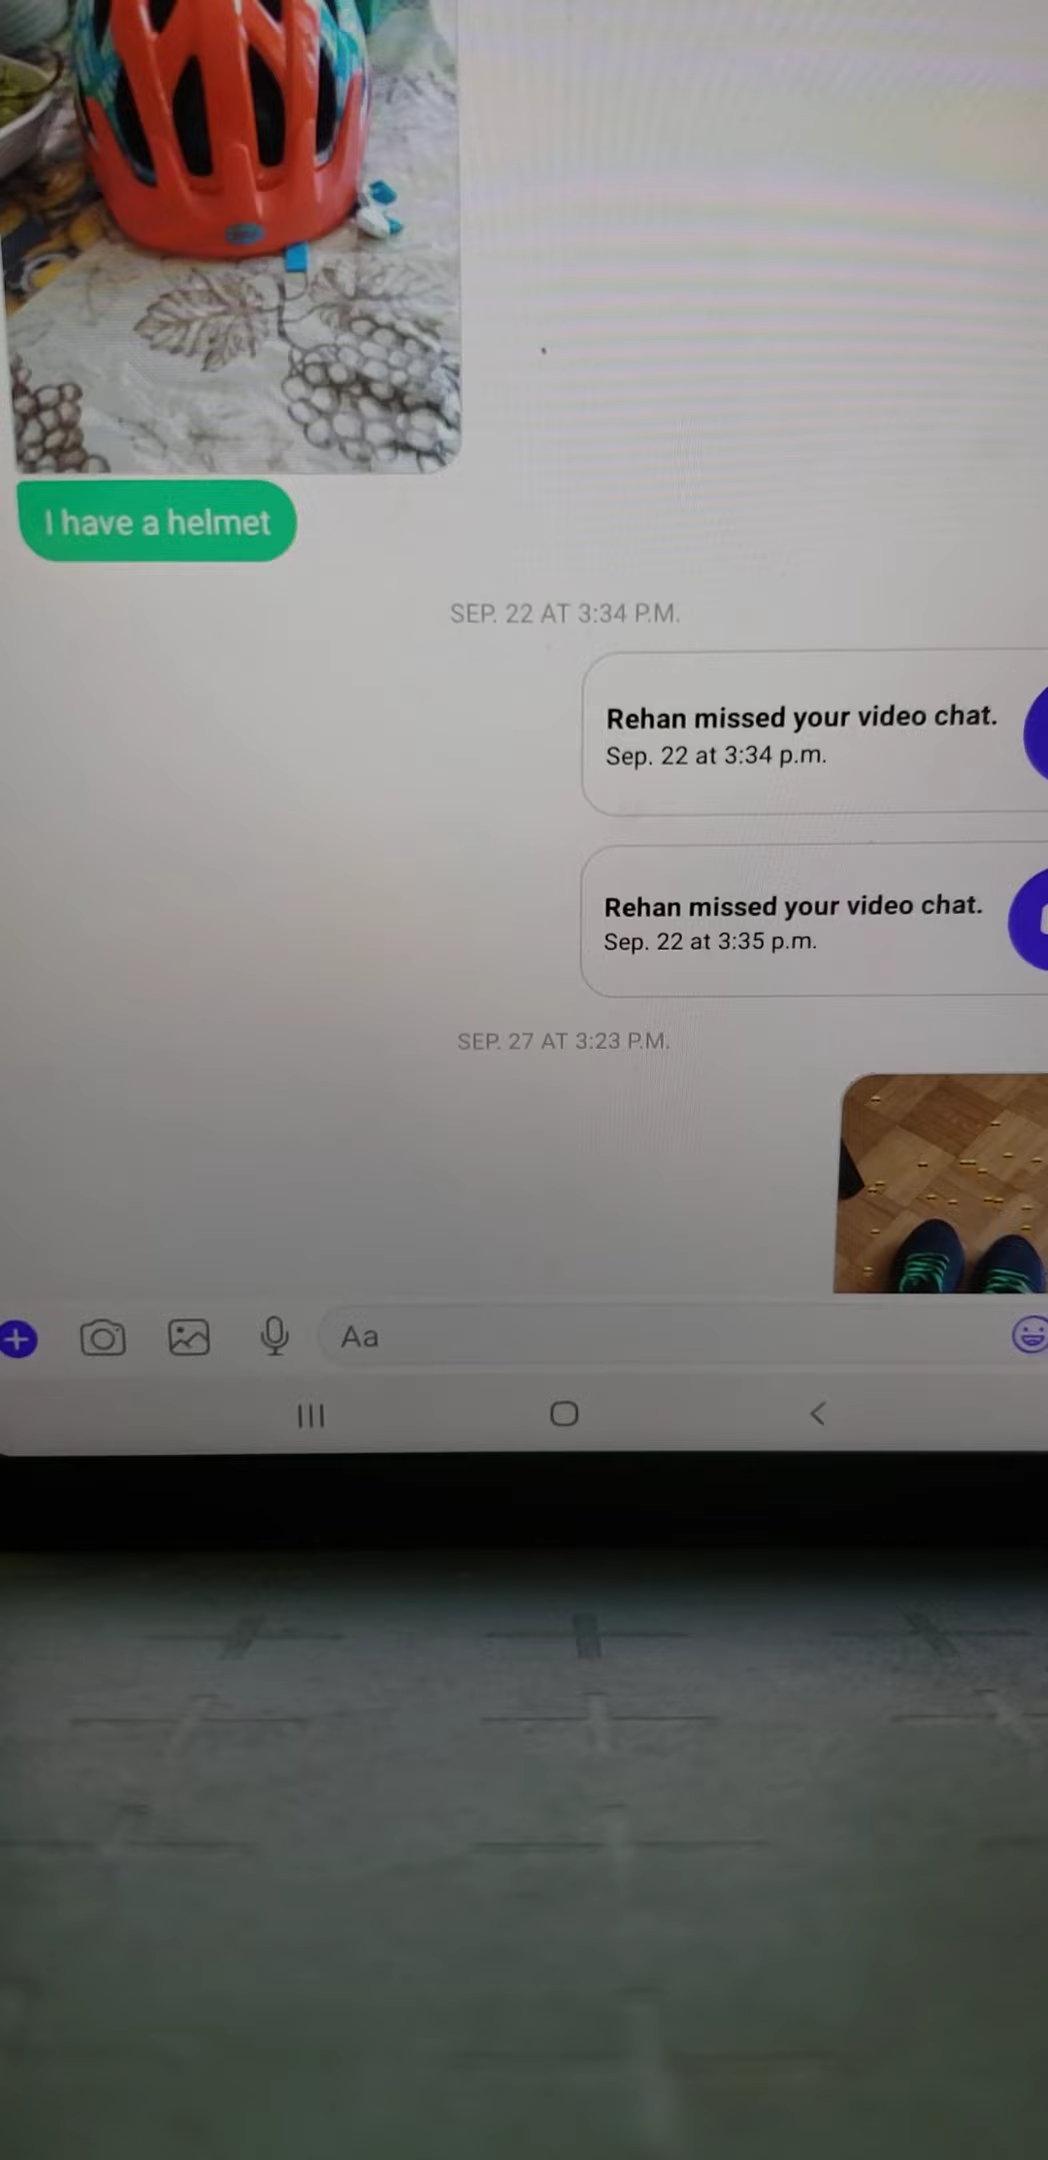 I have a helmet
SEP. 22 AT 3:34 P.M.
Rehan missed your video chat.
Sep. 22 at 3:34 p.m.
Rehan missed your video chat.
Sep. 22 at 3:35 p.m.
SEP. 27 AT 3:23 P.M.
Aa